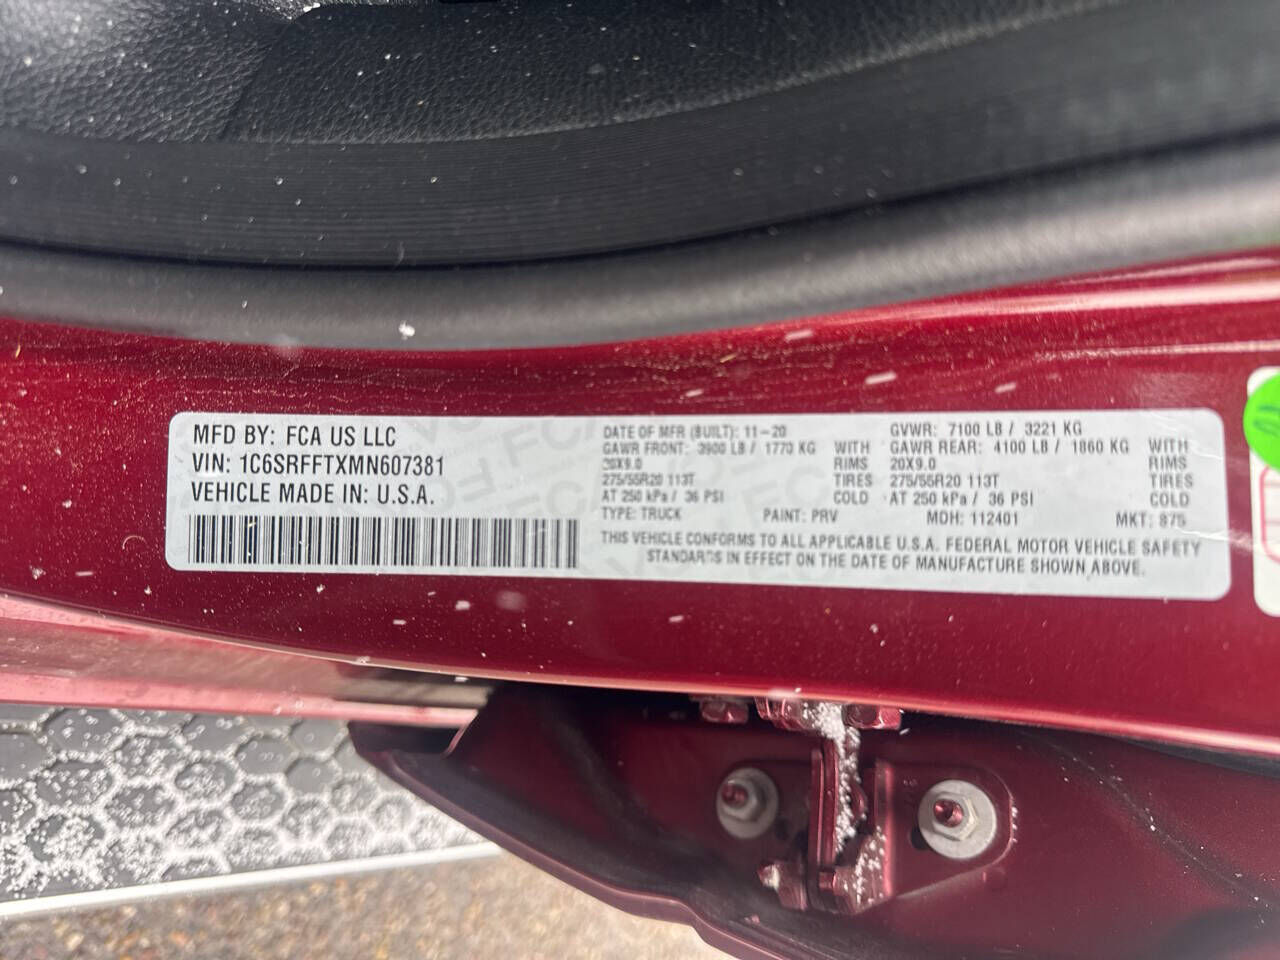 MFD BY: FCA US LLC
VIN: 1C6SRFFTXMN607381
VEHICLE MADE IN: U.S.A.
DATE OF MFR (BUILT): 11-20 GVWR: 7100 LB / 3221 KG
GAWR FRONT: 3900 LB / 1770 KG WITH GAWR REAR: 4100 LB / 1860 KG WITH
20X9.0 RIMS 20X9.0 RIMS
275/55R20 113T TIRES 275/55R20 113T TIRES
AT 250 kPa / 36 PSI COLD AT 250 kPa / 36 PSI COLD
TYPE: TRUCK PAINT: PRV MDH: 112401 MKT: 875
THIS VEHICLE CONFORMS TO ALL APPLICABLE U.S.A. FEDERAL MOTOR VEHICLE SAFETY
STANDARDS IN EFFECT ON THE DATE OF MANUFACTURE SHOWN ABOVE.